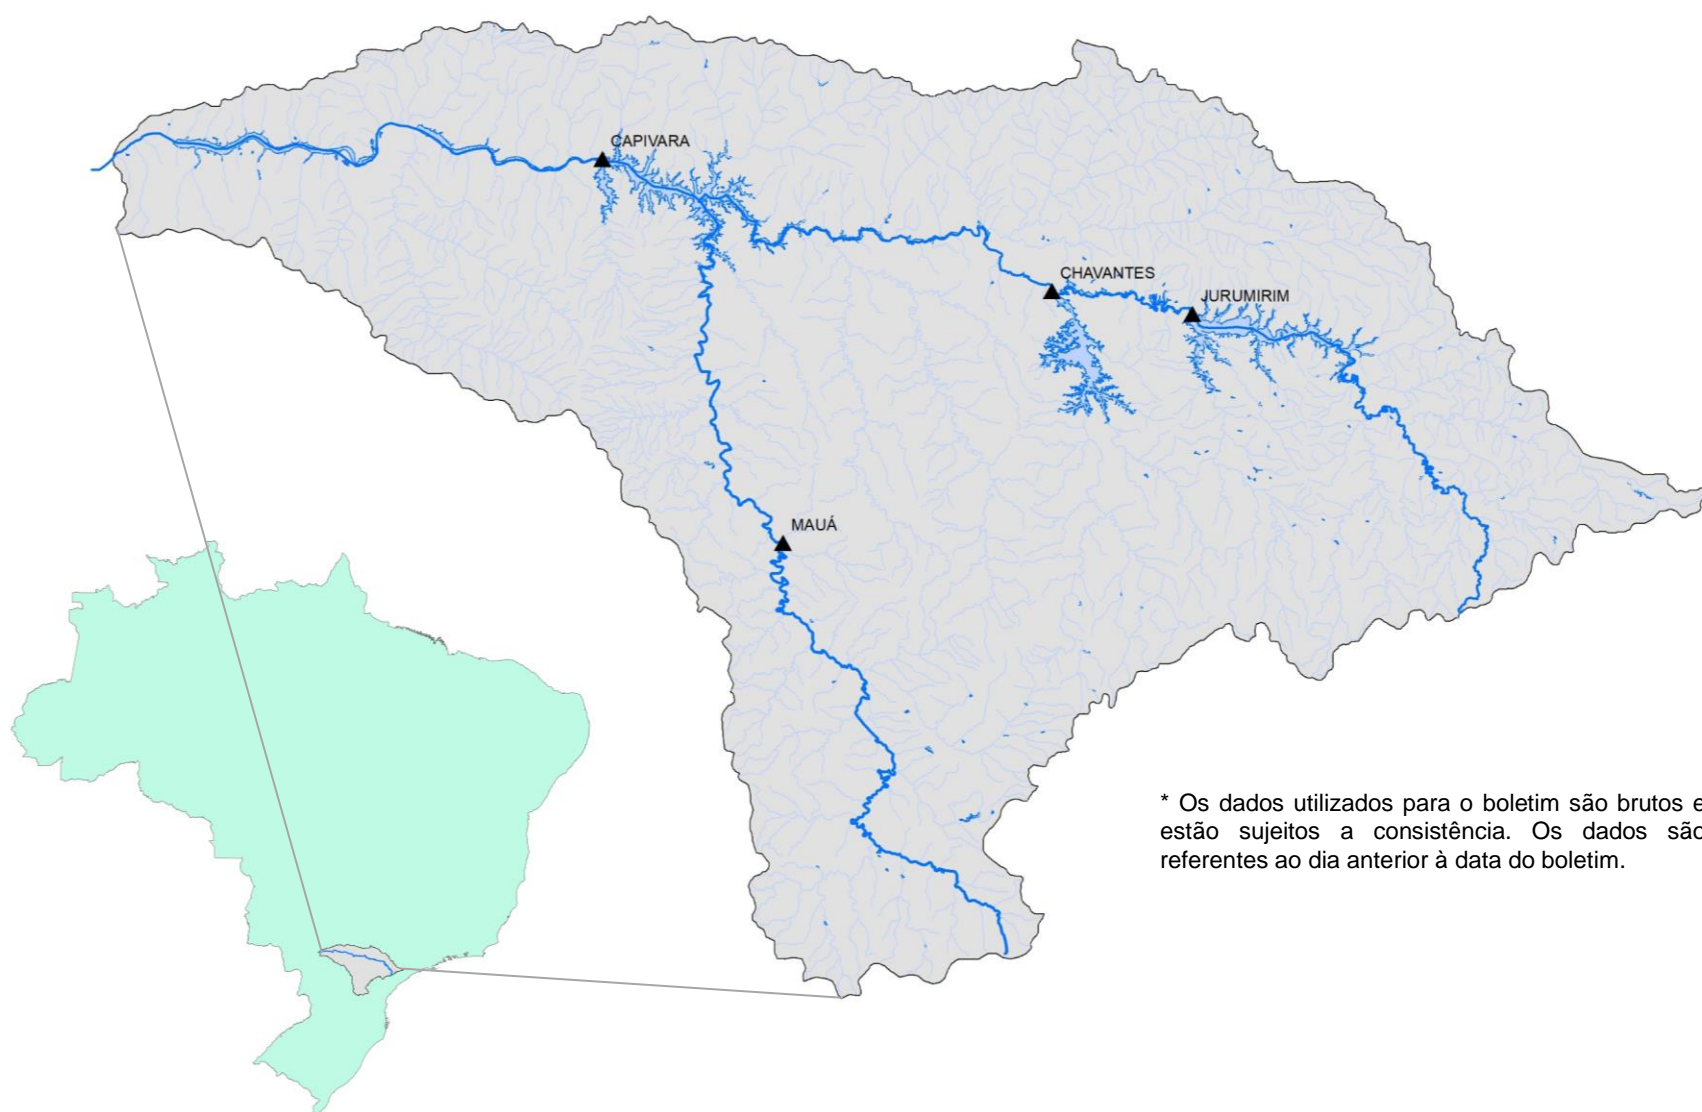 CAPIVARA
CHAVANTES
JURUMIRIM
MAUÁ
* Os dados utilizados para o boletim são brutos e
estão sujeitos a consistência. Os dados são
referentes ao dia anterior à data do boletim.